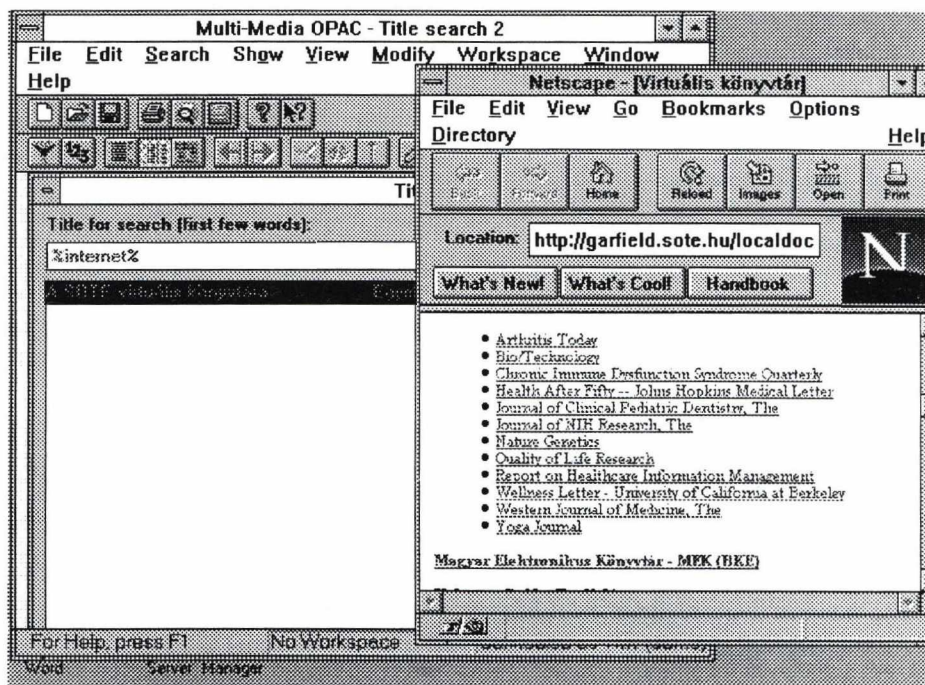 Multi-Media OPAC - Title search 2
File Edit Search Show View Modify Workspace Window
Help
Title for search [first few words]:
%internet%
A SOTE virtuális könyvtára
For Help, press F1 No Workspace
Word Server Manager
Netscape - [Virtuális könyvtár]
File Edit View Go Bookmarks Options
Directory Help
Back Forward Home Reload Images Open Print
Location: http://garfield.sote.hu/localdoc
What's New! What's Cool! Handbook
N
Arthritis Today
Bio/Technology
Chronic Immune Dysfunction Syndrome Quarterly
Health After Fifty -- Johns Hopkins Medical Letter
Journal of Clinical Pediatric Dentistry, The
Journal of NIH Research, The
Nature Genetics
Quality of Life Research
Report on Healthcare Information Management
Wellness Letter - University of California at Berkeley
Western Journal of Medicine, The
Yoga Journal
Magyar Elektronikus Könyvtár - MEK (BKE)